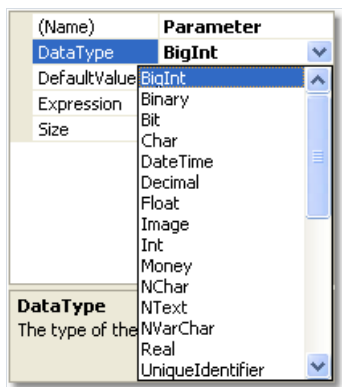 (Name) Parameter
DataType BigInt
DefaultValue BigInt
Expression Binary
Size Bit
Char
DateTime
Decimal
Float
Image
Int
Money
NChar
NText
NVarChar
Real
UniqueIdentifier
DataType
The type of the